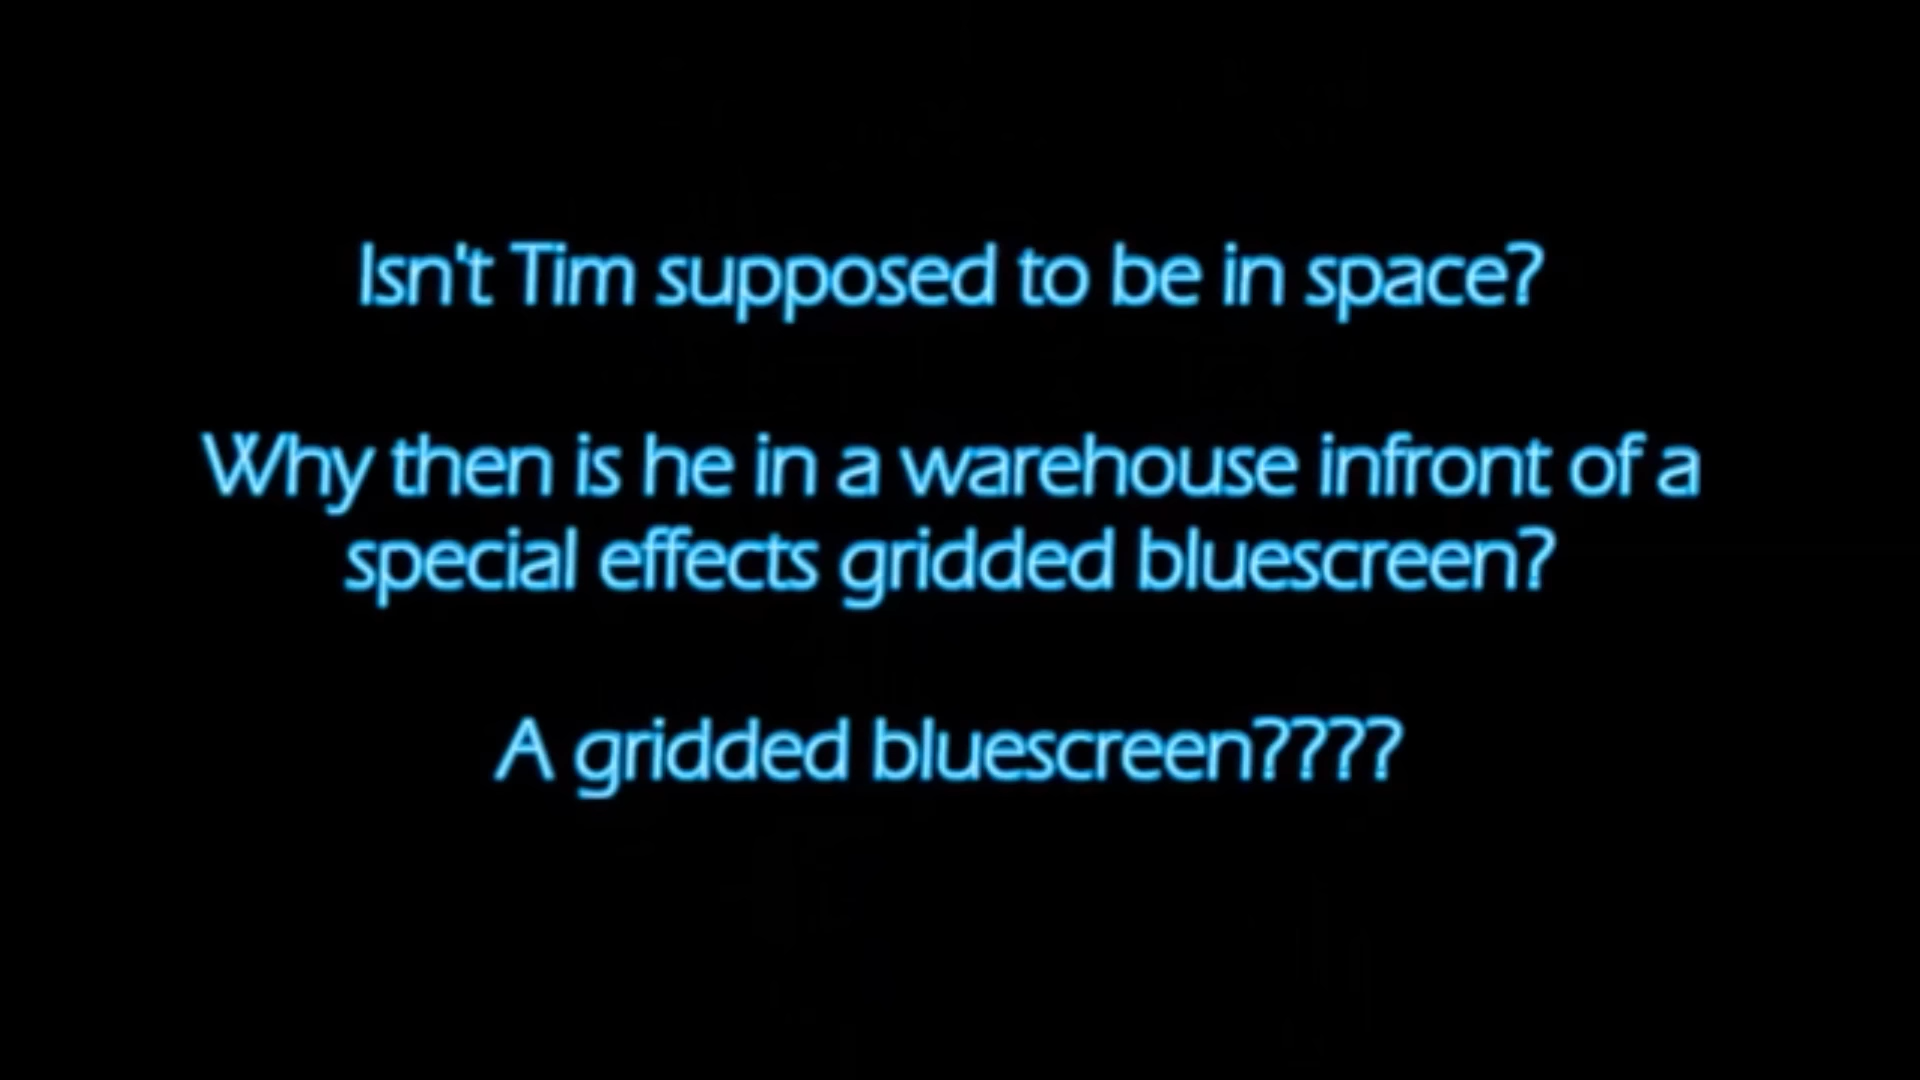 Isn't Tim supposed to be in space?
Why then is he in a warehouse infront of a
special effects gridded bluescreen?
A gridded bluescreen????